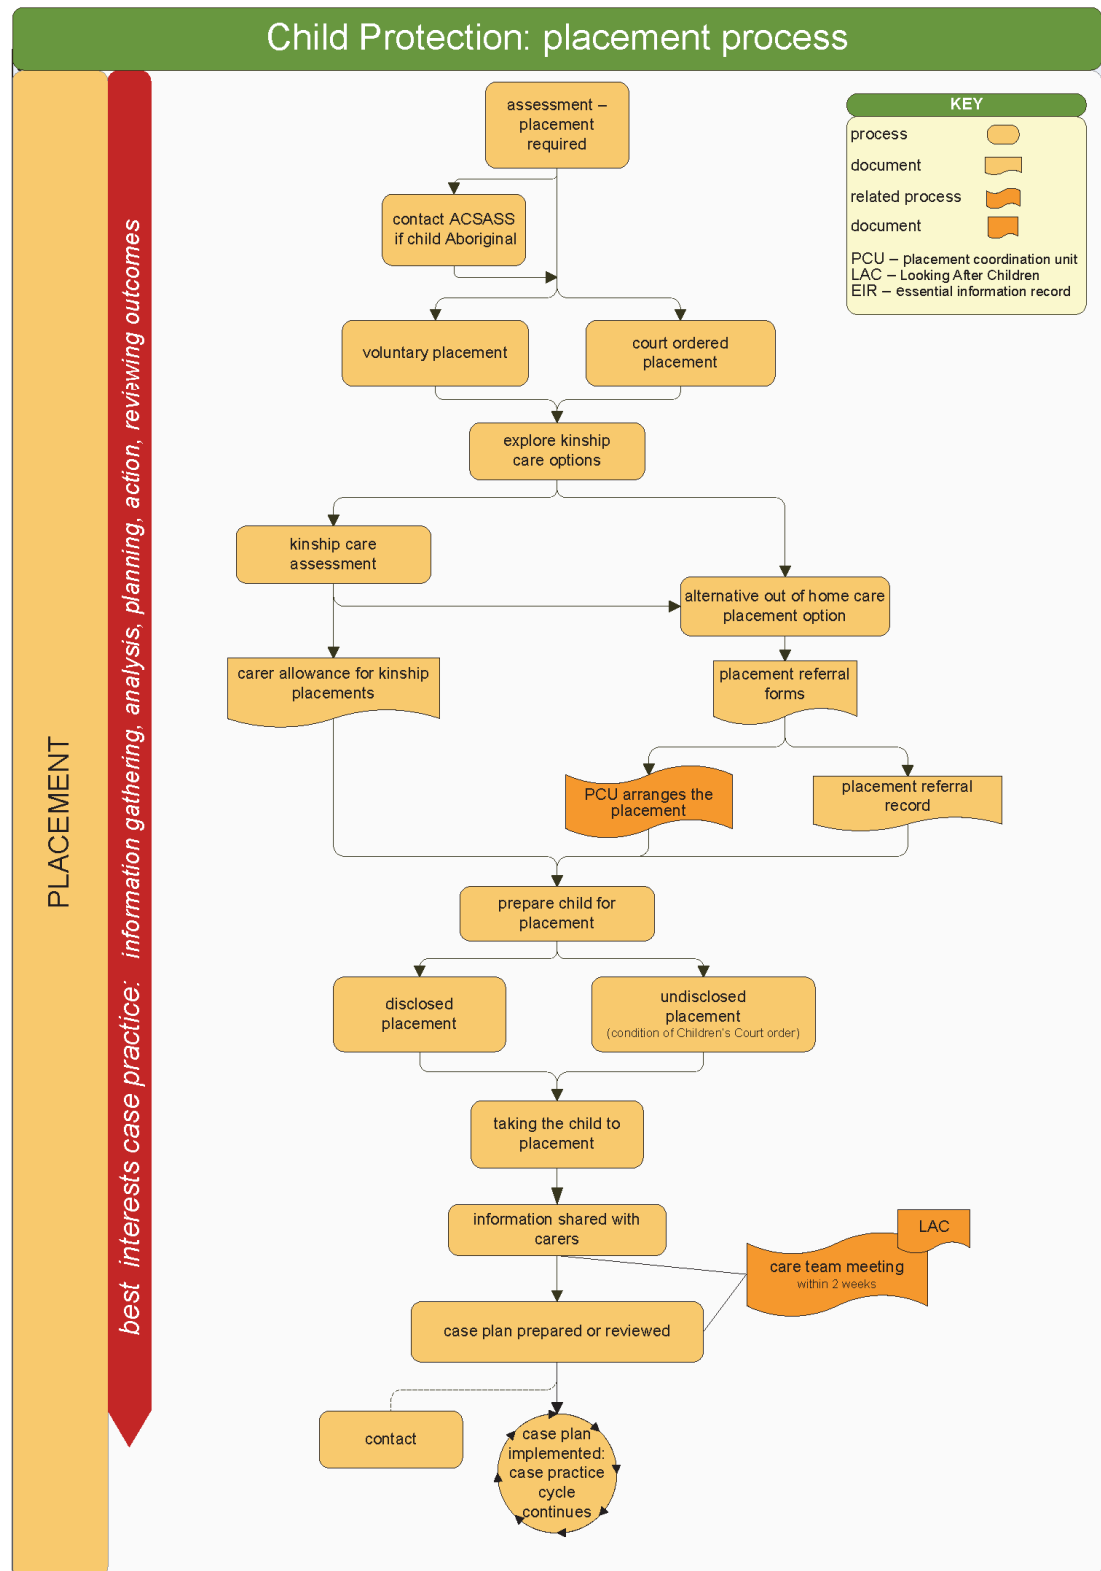 Child Protection: placement process
PLACEMENT
best interests case practice: information gathering, analysis, planning, action, reviewing outcomes
KEY
process
document
related process
document
PCU – placement coordination unit
LAC – Looking After Children
EIR – essential information record
assessment –
placement
required
contact ACSASS
if child Aboriginal
voluntary placement
court ordered
placement
explore kinship
care options
kinship care
assessment
alternative out of home care
placement option
carer allowance for kinship
placements
placement referral
forms
PCU arranges the
placement
placement referral
record
prepare child for
placement
disclosed
placement
undisclosed
placement
(condition of Children's Court order)
taking the child to
placement
information shared with
carers
LAC
care team meeting
within 2 weeks
case plan prepared or reviewed
contact
case plan
implemented:
case practice
cycle
continues